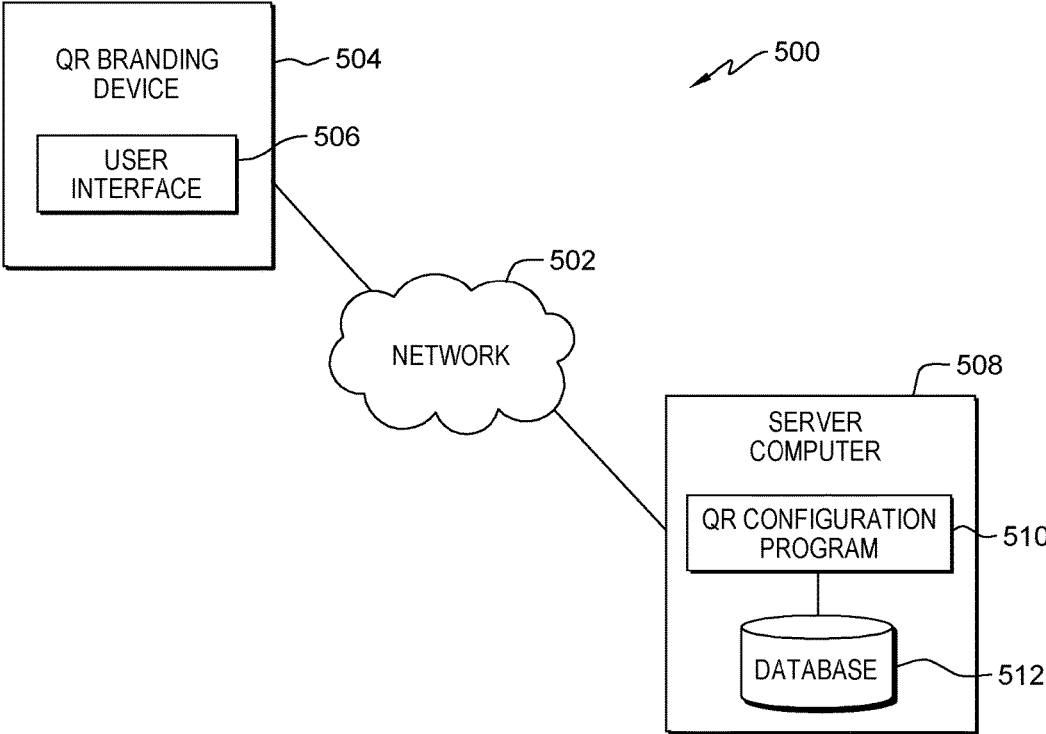 QR BRANDING
DEVICE
504
500
USER
INTERFACE
506
502
NETWORK
508
SERVER
COMPUTER
QR CONFIGURATION
PROGRAM
510
DATABASE
512